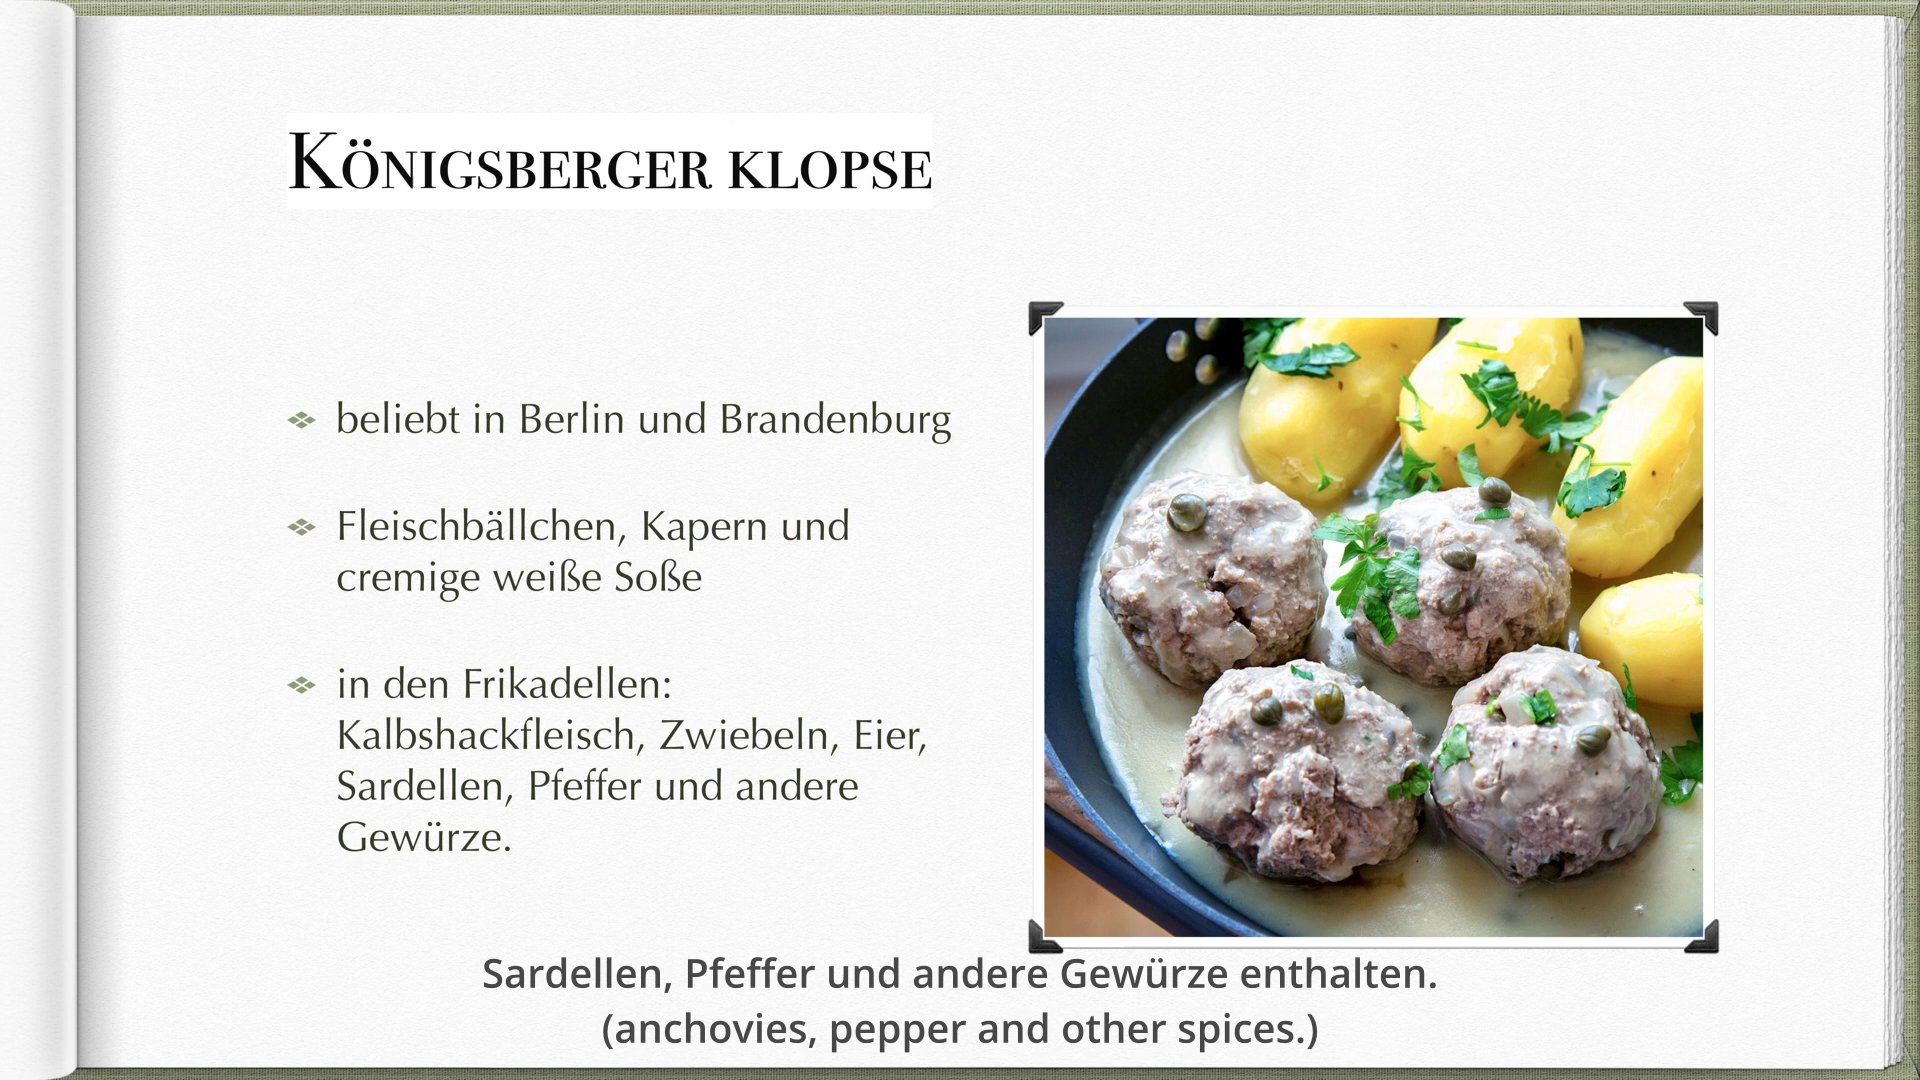 Königsberger klopse
beliebt in Berlin und Brandenburg
Fleischbällchen, Kapern und
cremige weiße Soße
in den Frikadellen:
Kalbshackfleisch, Zwiebeln, Eier,
Sardellen, Pfeffer und andere
Gewürze.
Sardellen, Pfeffer und andere Gewürze enthalten.
(anchovies, pepper and other spices.)